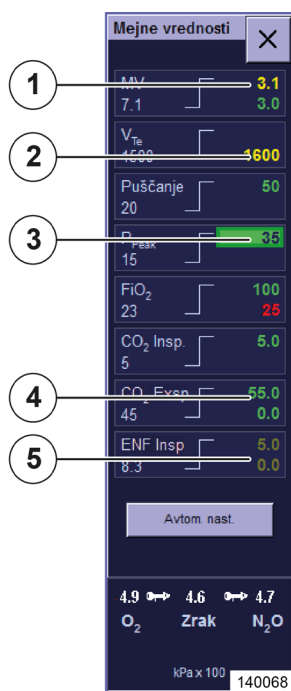 Mejne vrednosti
1
MV 3.1
7.1 3.0
V_Te
2
1500 1600
Puščanje 50
20
3
P_Peak 35
15
FiO₂ 100
23 25
CO₂ Insp. 5.0
5
4
CO₂ Exsp. 55.0
45 0.0
ENF Insp 5.0
5
8.3 0.0
Avtom. nast.
4.9 4.6 4.7
O₂ Zrak N₂O
kPa x 100
140068